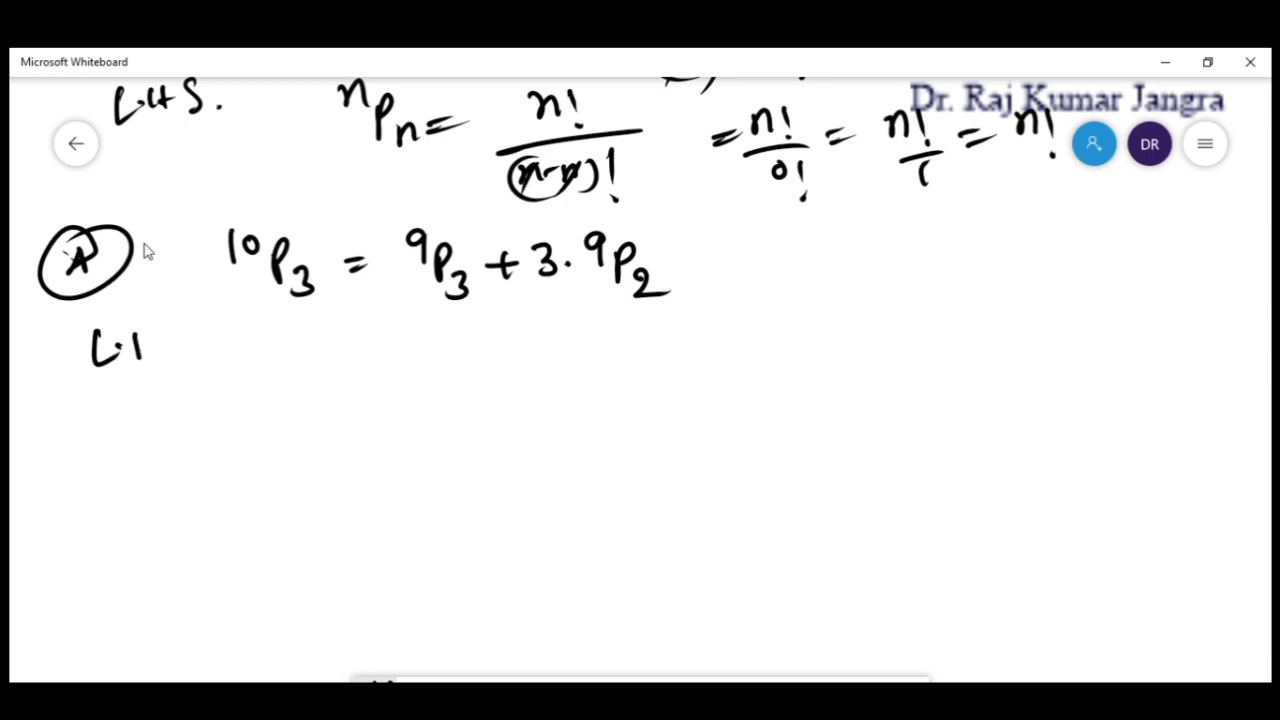 Microsoft Whiteboard
Dr. Raj Kumar Jangra
L.H S. nPn = n! / (n-n)! = n! / 0! = n! / 1 = n!
DR
A 10P3 = 9P3 + 3. 9P2
L.